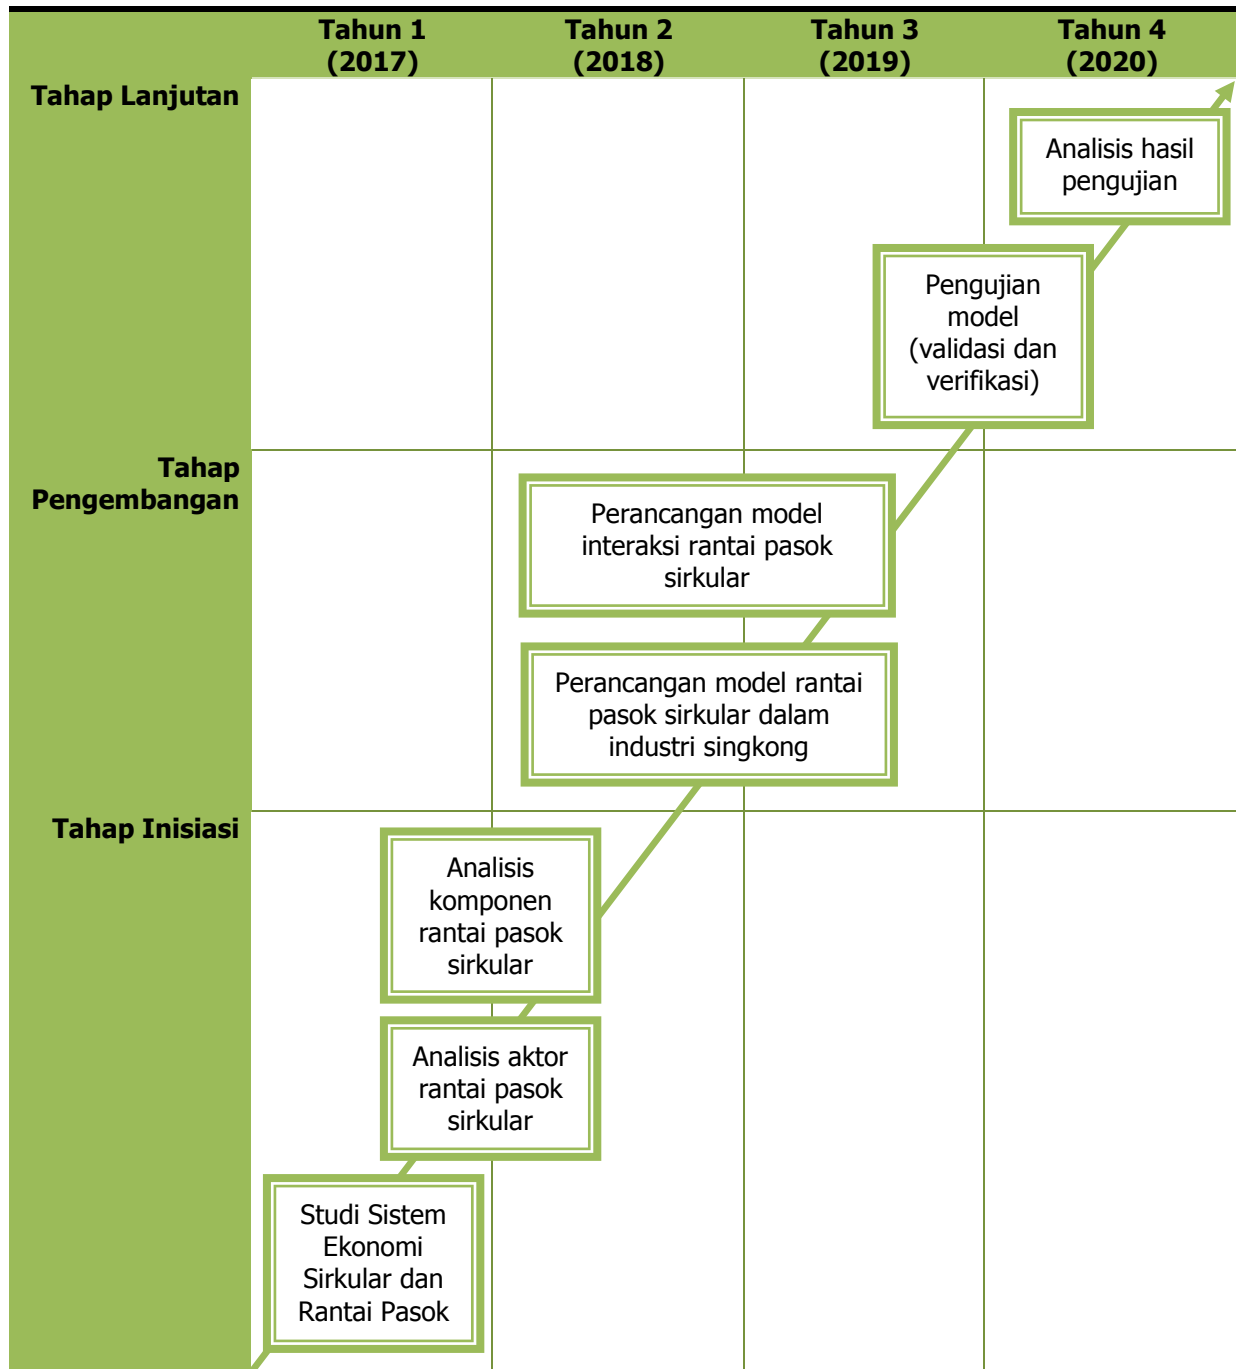 Tahun 1
(2017)
Tahun 2
(2018)
Tahun 3
(2019)
Tahun 4
(2020)
Tahap Lanjutan
Analisis hasil
pengujian
Pengujian
model
(validasi dan
verifikasi)
Tahap
Pengembangan
Perancangan model
interaksi rantai pasok
sirkular
Perancangan model rantai
pasok sirkular dalam
industri singkong
Tahap Inisiasi
Analisis
komponen
rantai pasok
sirkular
Analisis aktor
rantai pasok
sirkular
Studi Sistem
Ekonomi
Sirkular dan
Rantai Pasok